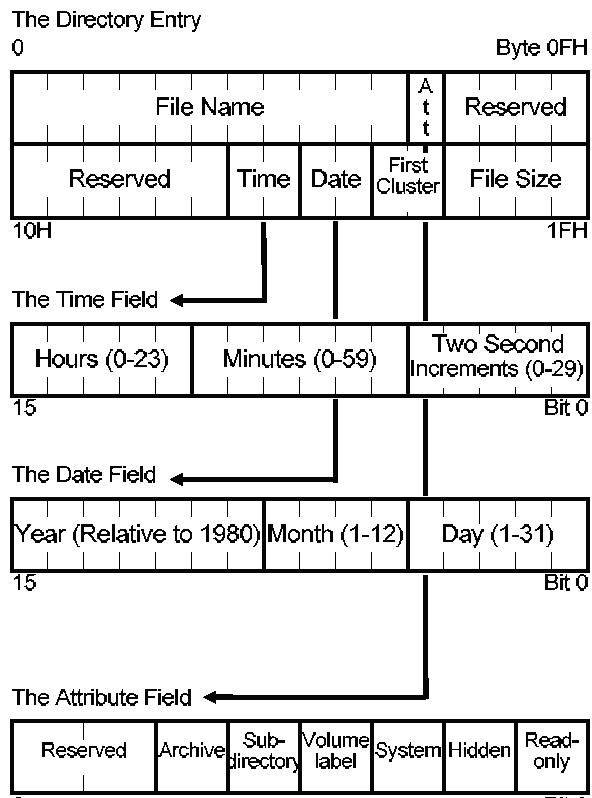 The Directory Entry
0 Byte 0FH
File Name Att Reserved
Reserved Time Date First Cluster File Size
10H 1FH
The Time Field
Hours (0-23) Minutes (0-59) Two Second Increments (0-29)
15 Bit 0
The Date Field
Year (Relative to 1980) Month (1-12) Day (1-31)
15 Bit 0
The Attribute Field
Reserved Archive Sub-directory Volume label System Hidden Read-only